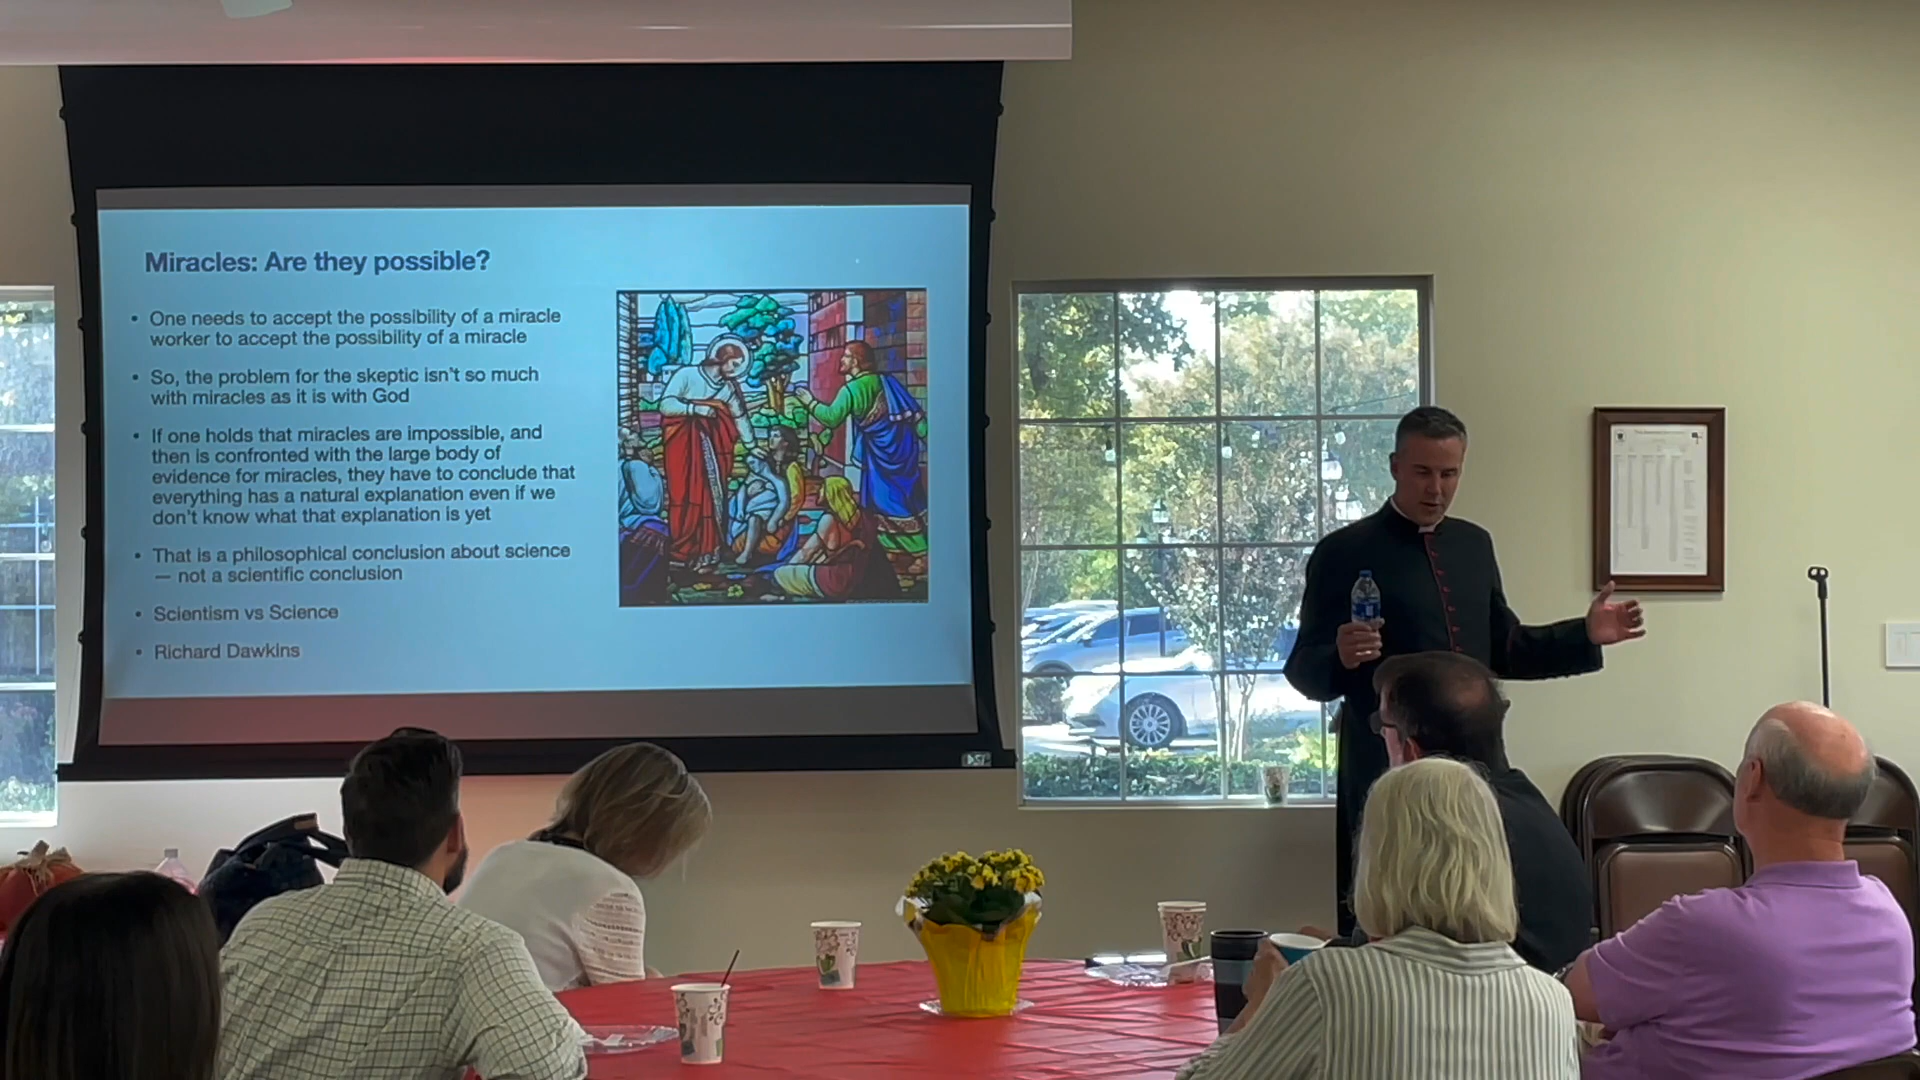 Miracles: Are they possible?
• One needs to accept the possibility of a miracle
worker to accept the possibility of a miracle
• So, the problem for the skeptic isn't so much
with miracles as it is with God
• If one holds that miracles are impossible, and
then is confronted with the large body of
evidence for miracles, they have to conclude that
everything has a natural explanation even if we
don't know what that explanation is yet
• That is a philosophical conclusion about science
— not a scientific conclusion
• Scientism vs Science
• Richard Dawkins